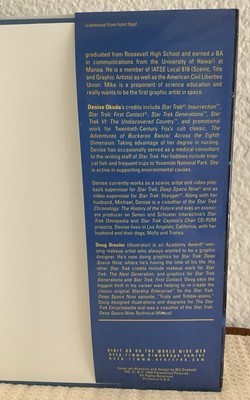 (continued from front flap)
graduated from Roosevelt High School and earned a BA
in communications from the University of Hawai'i at
Manoa. He is a member of IATSE Local 816 (Scenic, Title
and Graphic Artists) as well as the American Civil Liberties
Union. Mike is a proponent of science education and
really wants to be the first graphic artist in space.
Denise Okuda's credits include Star Trek: Insurrection™,
Star Trek: First Contact™, Star Trek Generations™, Star
Trek VI: The Undiscovered Country™, and promotional
work for Twentieth-Century Fox's cult classic, The
Adventures of Buckaroo Banzai: Across the Eighth
Dimension. Taking advantage of her degree in nursing,
Denise has occasionally served as a medical consultant
to the writing staff of Star Trek. Her hobbies include tropi-
cal fish and frequent trips to Yosemite National Park. She
is active in supporting environmental causes.
Denise currently works as a scenic artist and video play-
back supervisor for Star Trek: Deep Space Nine® and as
video supervisor for Star Trek: Voyager®. Along with her
husband, Michael, Denise is a coauthor of the Star Trek
Chronology: The History of the Future and was an associ-
ate producer on Simon and Schuster Interactive's Star
Trek Omnipedia and Star Trek Captain's Chair CD-ROM
projects. Denise lives in Los Angeles, California, with her
husband and their dogs, Molly and Tranya.
Doug Drexler (illustrator) is an Academy Award®-win-
ning makeup artist who always wanted to be a graphic
designer. He's now doing graphics for Star Trek: Deep
Space Nine, where he's having the time of his life. His
other Star Trek credits include makeup work for Star
Trek: The Next Generation, and graphics for Star Trek
Generations and Star Trek: First Contact. Doug says the
biggest thrill in his career was helping to re-create the
classic original Starship Enterprise™ for the Star Trek:
Deep Space Nine episode, "Trials and Tribble-ations."
Doug designed illustrations and diagrams for The Star
Trek Encyclopedia and was a coauthor of the Star Trek:
Deep Space Nine Technical Manual.
VISIT US ON THE WORLD WIDE WEB
http://www.SimonSays.com/st
http://www.startrek.com
All Rights Reserved
Printed in U.S.A.